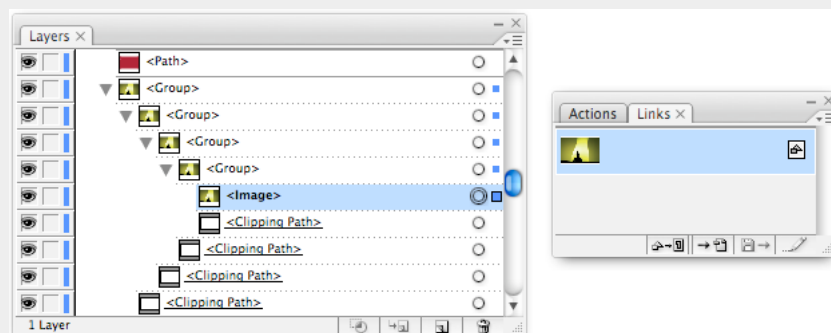 Layers
<Path>
<Group>
<Group>
<Group>
<Group>
<Image>
<Clipping Path>
<Clipping Path>
<Clipping Path>
<Clipping Path>
1 Layer
Actions
Links